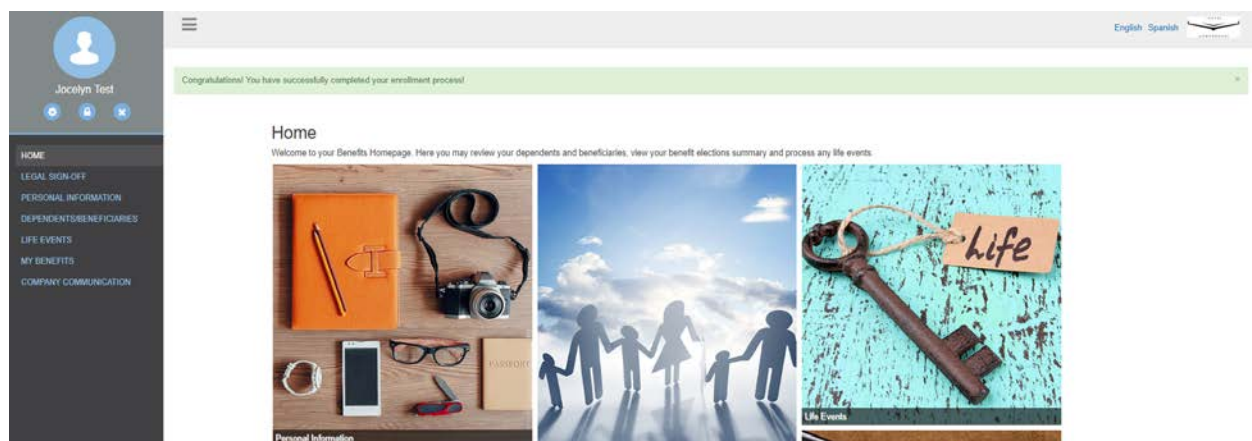 English Spanish
Congratulations! You have successfully completed your enrollment process!
×
Jocelyn Test
HOME
LEGAL SIGN-OFF
PERSONAL INFORMATION
DEPENDENTS/BENEFICIARIES
LIFE EVENTS
MY BENEFITS
COMPANY COMMUNICATION
Home
Welcome to your Benefits Homepage. Here you may review your dependents and beneficiaries, view your benefit elections summary and process any life events.
PASSPORT
Life
Personal Information
Life Events